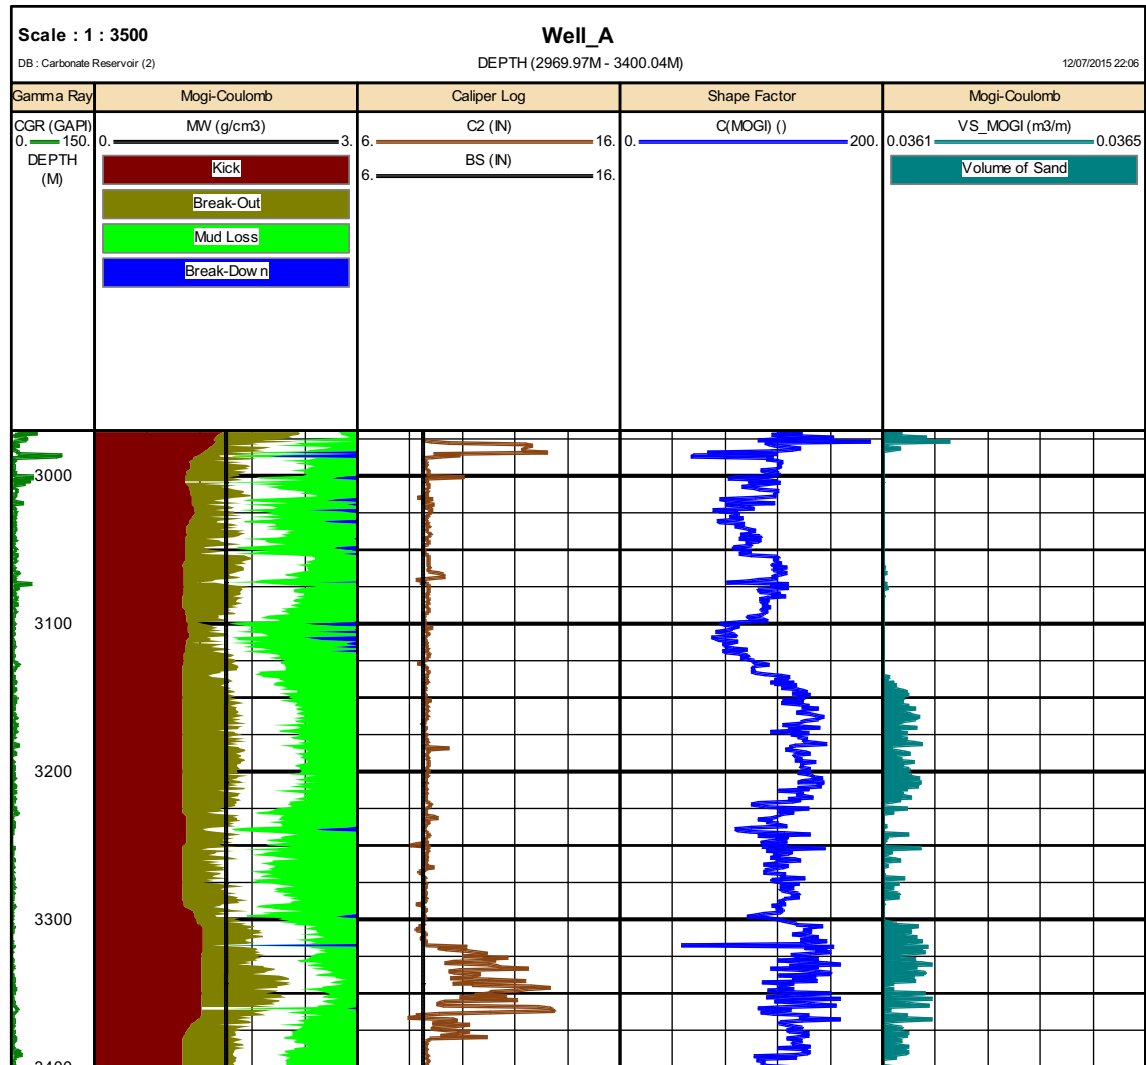 Scale : 1 : 3500
Well_A
DB : Carbonate Reservoir (2)
DEPTH (2969.97M - 3400.04M)
12/07/2015 22:06
Gamma Ray
Mogi-Coulomb
Caliper Log
Shape Factor
Mogi-Coulomb
CGR (GAPI)
0. 150.
DEPTH
(M)
MW (g/cm3)
0. 3.
Kick
Break-Out
Mud Loss
Break-Down
C2 (IN)
6. 16.
BS (IN)
6. 16.
C(MOGI) ()
0. 200.
VS_MOGI (m3/m)
0.0361 0.0365
Volume of Sand
3000
3100
3200
3300
3400